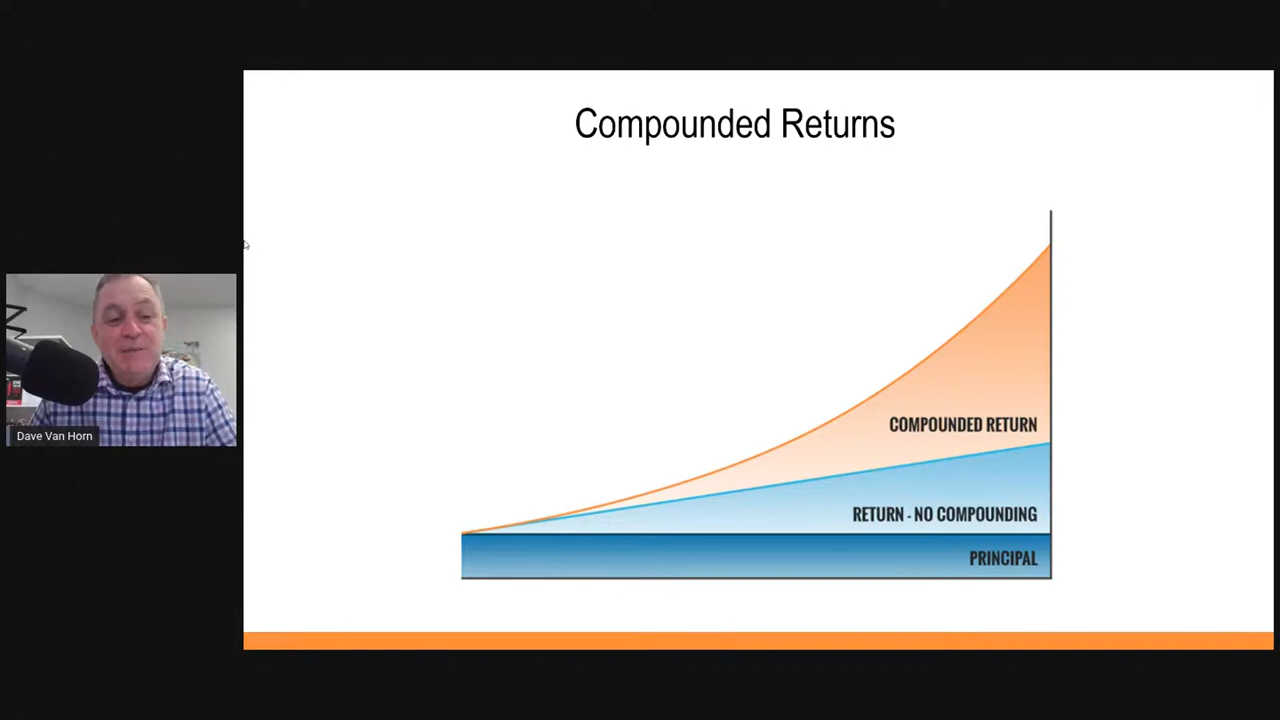 Compounded Returns
COMPOUNDED RETURN
RETURN - NO COMPOUNDING
PRINCIPAL
Dave Van Horn